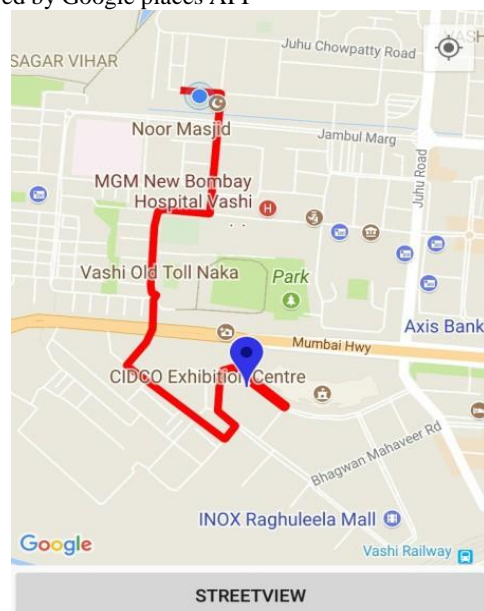 ed by Google places API
Juhu Chowpatty Road
SAGAR VIHAR
Noor Masjid
Jambul Marg
Juhu Road
MGM New Bombay
Hospital Vashi
H
Vashi Old Toll Naka
Park
Axis Bank
Mumbai Hwy
CIDCO Exhibition Centre
Bhagwan Mahaveer Rd
INOX Raghuleela Mall
Google
Vashi Railway
STREETVIEW